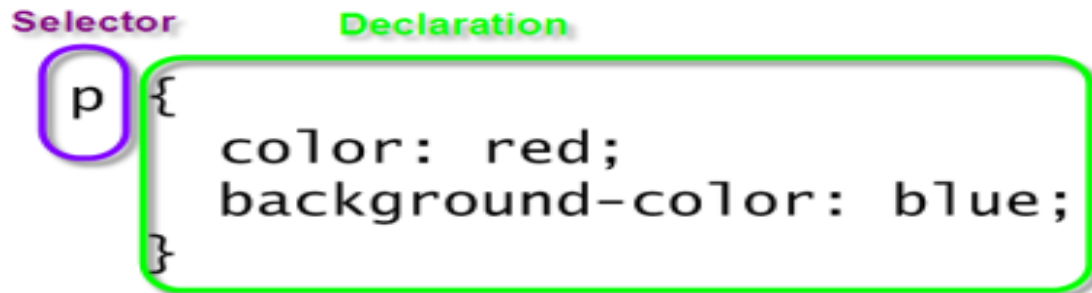 Selector Declaration
p {
color: red;
background-color: blue;
}